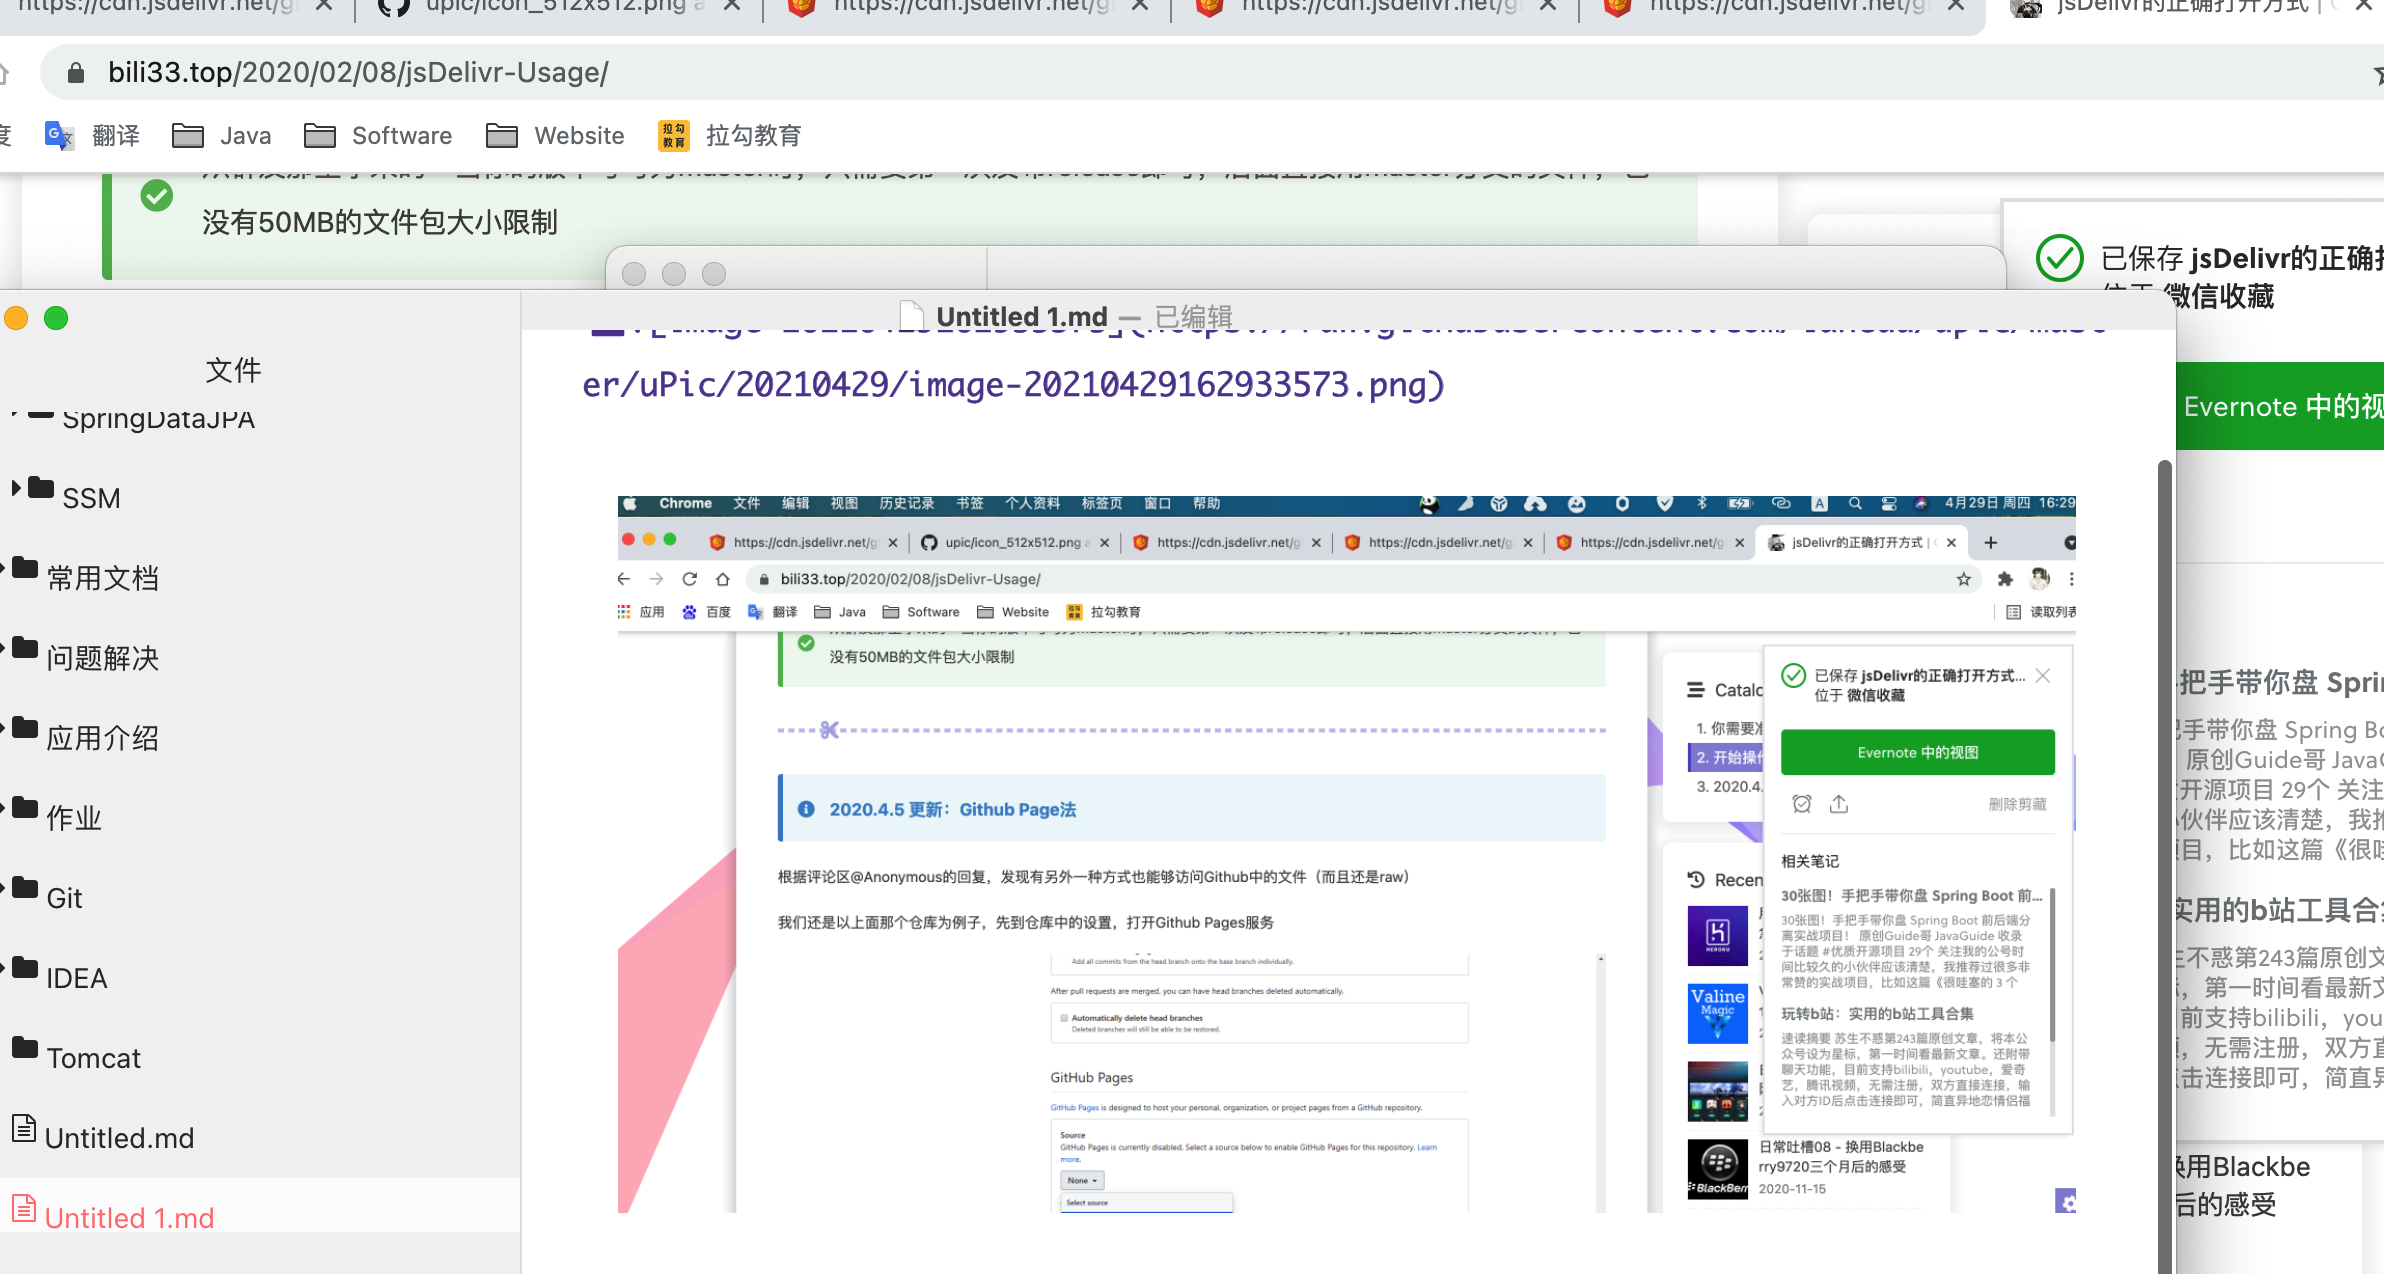 https://cdn.jsdelivr.net/g
upic/icon_512x512.png a
https://cdn.jsdelivr.net/g
https://cdn.jsdelivr.net/g
https://cdn.jsdelivr.net/g
jsDelivr的正确打开方式 |
bili33.top/2020/02/08/jsDelivr-Usage/
翻译
Java
Software
Website
拉勾教育
拉勾教育
没有50MB的文件包大小限制
已保存 jsDelivr的正确
微信收藏
Evernote 中的视
Untitled 1.md — 已编辑
文件
SpringDataJPA
SSM
常用文档
问题解决
应用介绍
作业
Git
IDEA
Tomcat
Untitled.md
Untitled 1.md
er/uPic/20210429/image-20210429162933573.png)
Chrome 文件 编辑 视图 历史记录 书签 个人资料 标签页 窗口 帮助
A
4月29日 周四 16:29
https://cdn.jsdelivr.net/g
upic/icon_512x512.png a
https://cdn.jsdelivr.net/g
https://cdn.jsdelivr.net/g
https://cdn.jsdelivr.net/g
jsDelivr的正确打开方式 |
bili33.top/2020/02/08/jsDelivr-Usage/
应用 百度 翻译 Java Software Website 拉勾教育
读取列表
没有50MB的文件包大小限制
2020.4.5 更新：Github Page法
根据评论区@Anonymous的回复，发现有另外一种方式也能够访问Github中的文件（而且还是raw）
我们还是以上面那个仓库为例子，先到仓库中的设置，打开Github Pages服务
Add all commits from the head branch onto the base branch individually.
After pull requests are merged, you can have head branches deleted automatically.
Automatically delete head branches
Deleted branches will still be able to be restored.
GitHub Pages
GitHub Pages is designed to host your personal, organization, or project pages from a GitHub repository.
Source
GitHub Pages is currently disabled. Select a source below to enable GitHub Pages for this repository. Learn
more.
None
Select source
Catalo
1. 你需要准
2. 开始操作
3. 2020.4.
Recen
HEROKU
Valine
Magic
BlackBerr
日常吐槽08 - 换用Blackbe
rry9720三个月后的感受
2020-11-15
已保存 jsDelivr的正确打开方式...
位于 微信收藏
Evernote 中的视图
删除剪藏
相关笔记
30张图！手把手带你盘 Spring Boot 前...
30张图！手把手带你盘 Spring Boot 前后端分
离实战项目！ 原创Guide哥 JavaGuide 收录
于话题 #优质开源项目 29个 关注我的公号时
间比较久的小伙伴应该清楚，我推荐过很多非
常赞的实战项目，比如这篇《很哇塞的 3 个
玩转b站：实用的b站工具合集
速读摘要 苏生不惑第243篇原创文章，将本公
众号设为星标，第一时间看最新文章。还附带
聊天功能，目前支持bilibili，youtube，爱奇
艺，腾讯视频，无需注册，双方直接连接，输
入对方ID后点击连接即可，简直异地恋情侣福
把手带你盘 Spri
手带你盘 Spring Bo
原创Guide哥 JavaG
开源项目 29个 关注
伙伴应该清楚，我推
目，比如这篇《很哇
实用的b站工具合
不惑第243篇原创文
，第一时间看最新文
前支持bilibili，you
，无需注册，双方直
击连接即可，简直异
换用Blackbe
后的感受